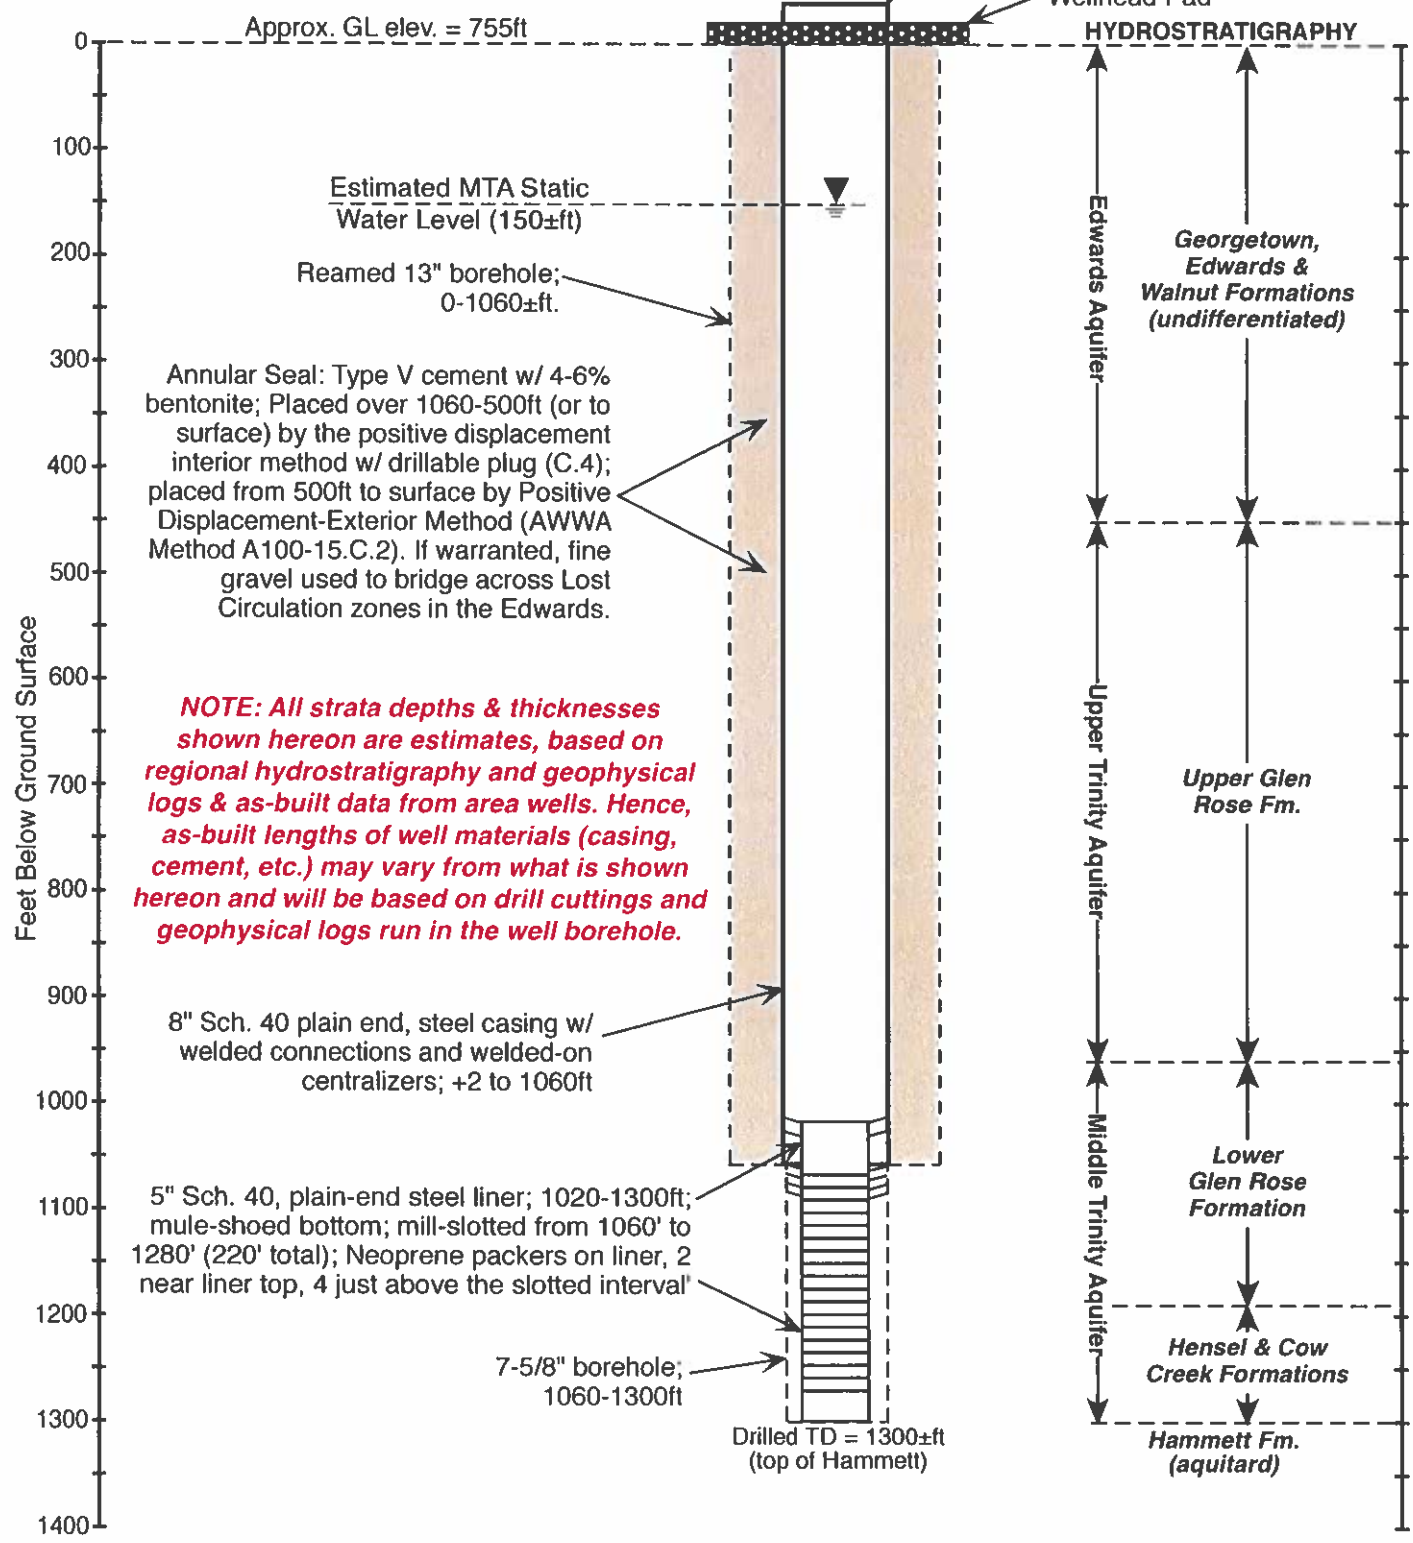 Wellhead Pad
Approx. GL elev. = 755ft
HYDROSTRATIGRAPHY
0
100
200
300
400
500
600
700
800
900
1000
1100
1200
1300
1400
Feet Below Ground Surface
Estimated MTA Static
Water Level (150±ft)
Reamed 13" borehole;
0-1060±ft.
Annular Seal: Type V cement w/ 4-6%
bentonite; Placed over 1060-500ft (or to
surface) by the positive displacement
interior method w/ drillable plug (C.4);
placed from 500ft to surface by Positive
Displacement-Exterior Method (AWWA
Method A100-15.C.2). If warranted, fine
gravel used to bridge across Lost
Circulation zones in the Edwards.
NOTE: All strata depths & thicknesses
shown hereon are estimates, based on
regional hydrostratigraphy and geophysical
logs & as-built data from area wells. Hence,
as-built lengths of well materials (casing,
cement, etc.) may vary from what is shown
hereon and will be based on drill cuttings and
geophysical logs run in the well borehole.
8" Sch. 40 plain end, steel casing w/
welded connections and welded-on
centralizers; +2 to 1060ft
5" Sch. 40, plain-end steel liner; 1020-1300ft;
mule-shoed bottom; mill-slotted from 1060' to
1280' (220' total); Neoprene packers on liner, 2
near liner top, 4 just above the slotted interval'
7-5/8" borehole;
1060-1300ft
Drilled TD = 1300±ft
(top of Hammett)
Edwards Aquifer
Upper Trinity Aquifer
Middle Trinity Aquifer
Georgetown,
Edwards &
Walnut Formations
(undifferentiated)
Upper Glen
Rose Fm.
Lower
Glen Rose
Formation
Hensel & Cow
Creek Formations
Hammett Fm.
(aquitard)